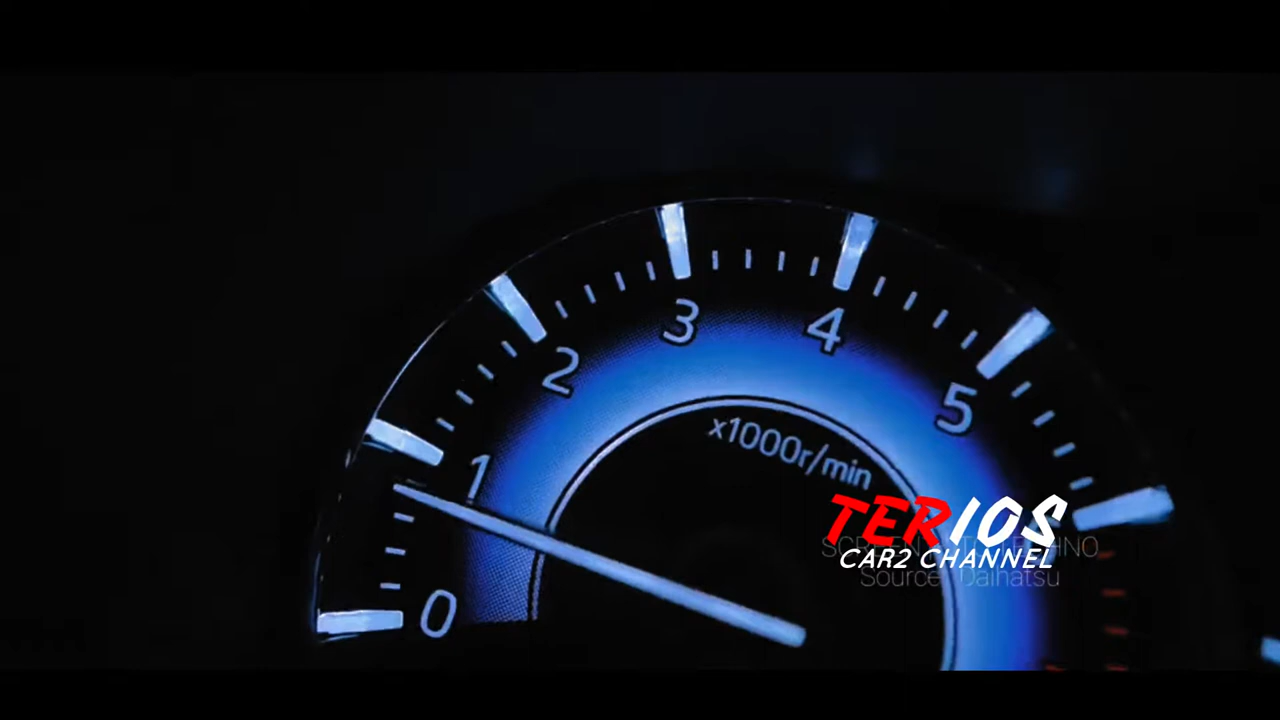 3
4
2
5
x1000r/min
1
TERIOS
CAR2 CHANNEL
Source Daihatsu
0